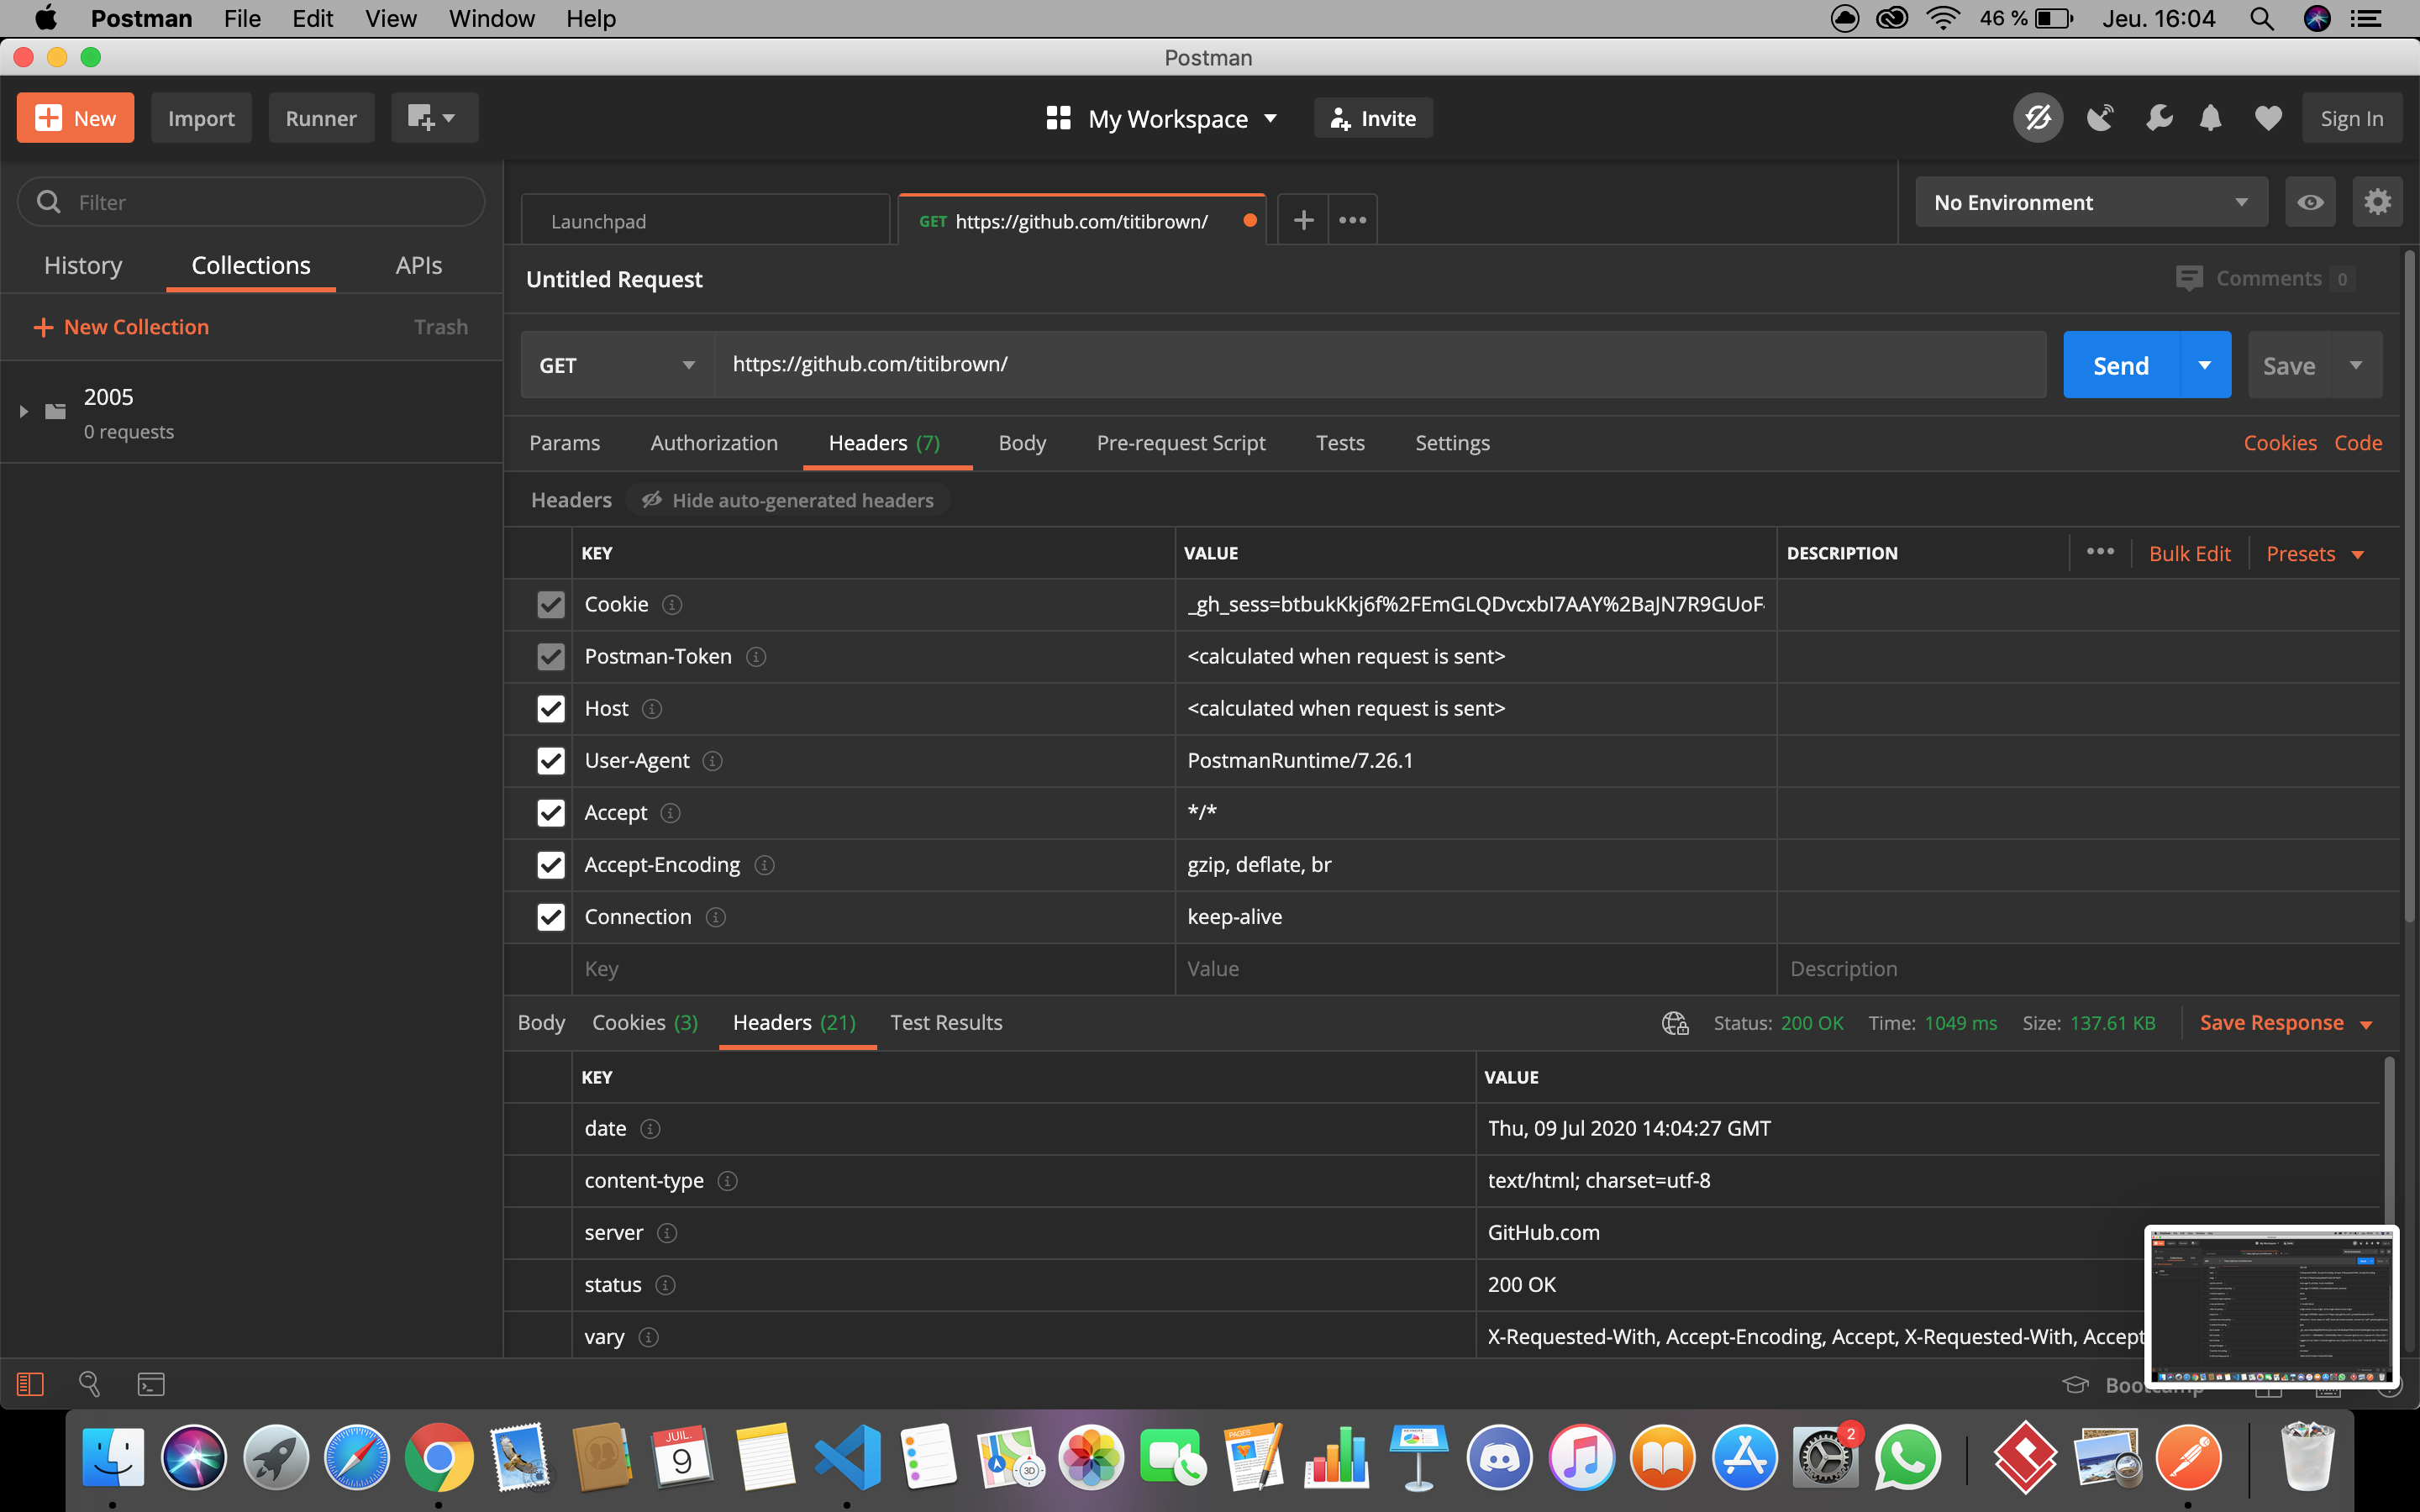 Postman File Edit View Window Help 46 % Jeu. 16:04
Postman
New Import Runner My Workspace Invite Sign In
Filter
Launchpad GET https://github.com/titibrown/ No Environment
History Collections APIs
Untitled Request Comments 0
New Collection Trash
GET https://github.com/titibrown/ Send Save
2005
0 requests
Params Authorization Headers (7) Body Pre-request Script Tests Settings Cookies Code
Headers Hide auto-generated headers
KEY VALUE DESCRIPTION Bulk Edit Presets
Cookie _gh_sess=btbukKkj6f%2FEmGLQDvcxbI7AAY%2BaJN7R9GUoF
Postman-Token <calculated when request is sent>
Host <calculated when request is sent>
User-Agent PostmanRuntime/7.26.1
Accept */*
Accept-Encoding gzip, deflate, br
Connection keep-alive
Key Value Description
Body Cookies (3) Headers (21) Test Results Status: 200 OK Time: 1049 ms Size: 137.61 KB Save Response
KEY VALUE
date Thu, 09 Jul 2020 14:04:27 GMT
content-type text/html; charset=utf-8
server GitHub.com
status 200 OK
vary X-Requested-With, Accept-Encoding, Accept, X-Requested-With, Accept
Bootcamp
JUIL.
9
3D
PAGES
2